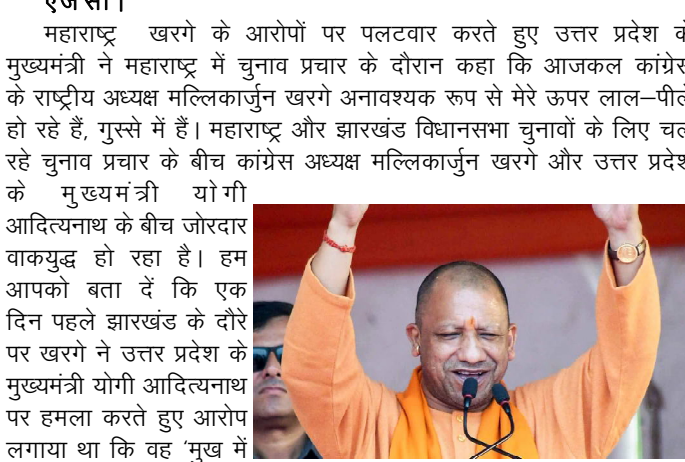 एजेंसी।
महाराष्ट्र खरगे के आरोपों पर पलटवार करते हुए उत्तर प्रदेश के
मुख्यमंत्री ने महाराष्ट्र में चुनाव प्रचार के दौरान कहा कि आजकल कांग्रेस
के राष्ट्रीय अध्यक्ष मल्लिकार्जुन खरगे अनावश्यक रूप से मेरे ऊपर लाल–पीले
हो रहे हैं, गुस्से में हैं। महाराष्ट्र और झारखंड विधानसभा चुनावों के लिए चल
रहे चुनाव प्रचार के बीच कांग्रेस अध्यक्ष मल्लिकार्जुन खरगे और उत्तर प्रदेश
के मुख्यमंत्री योगी
आदित्यनाथ के बीच जोरदार
वाकयुद्ध हो रहा है। हम
आपको बता दें कि एक
दिन पहले झारखंड के दौरे
पर खरगे ने उत्तर प्रदेश के
मुख्यमंत्री योगी आदित्यनाथ
पर हमला करते हुए आरोप
लगाया था कि वह ‘मुख में